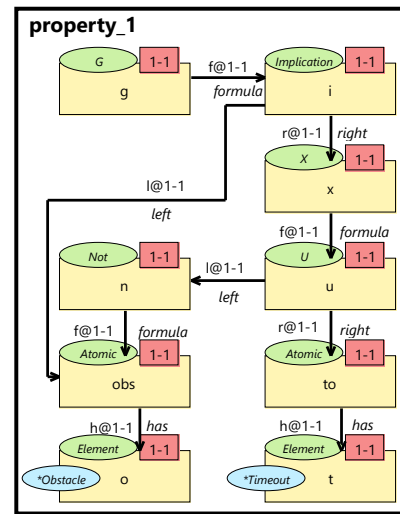 property_1
G 1-1 f@1-1 Implication 1-1
g formula i
r@1-1 right
l@1-1 X 1-1
left x
f@1-1 formula
Not 1-1 l@1-1 U 1-1
n left u
f@1-1 formula r@1-1 right
Atomic 1-1 Atomic 1-1
obs to
h@1-1 has h@1-1 has
Element 1-1 Element 1-1
*Obstacle o *Timeout t